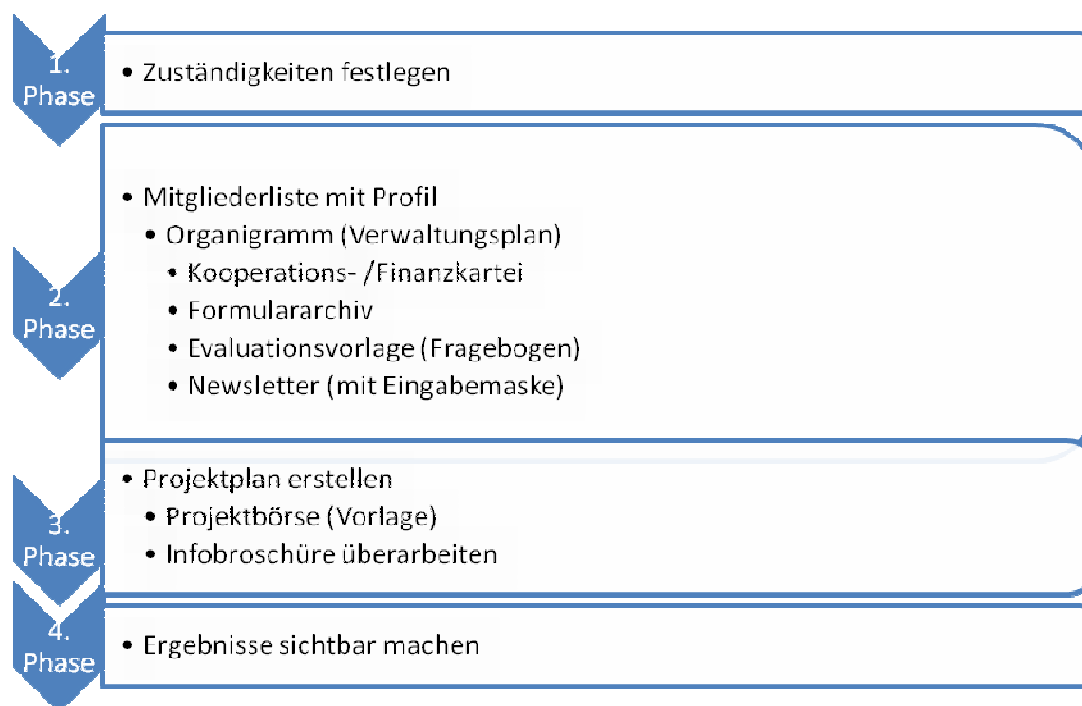 1.
Phase
• Zuständigkeiten festlegen
2.
Phase
• Mitgliederliste mit Profil
• Organigramm (Verwaltungsplan)
• Kooperations- /Finanzkartei
• Formulararchiv
• Evaluationsvorlage (Fragebogen)
• Newsletter (mit Eingabemaske)
3.
Phase
• Projektplan erstellen
• Projektbörse (Vorlage)
• Infobroschüre überarbeiten
4.
Phase
• Ergebnisse sichtbar machen